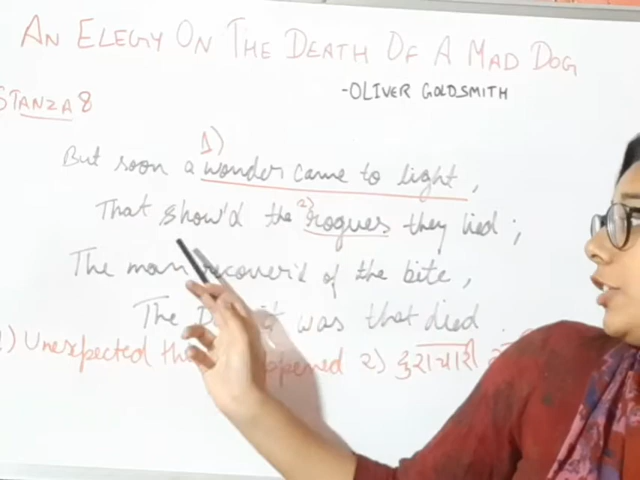 AN ELEGY ON THE DEATH OF A MAD DOG
-OLIVER GOLDSMITH
STANZA 8
1)
But soon a wonder came to light,
That show'd the 2) rogues they lied ;
The man recover'd of the bite,
The it was that died
1) Unexpected 2) दुराचारी